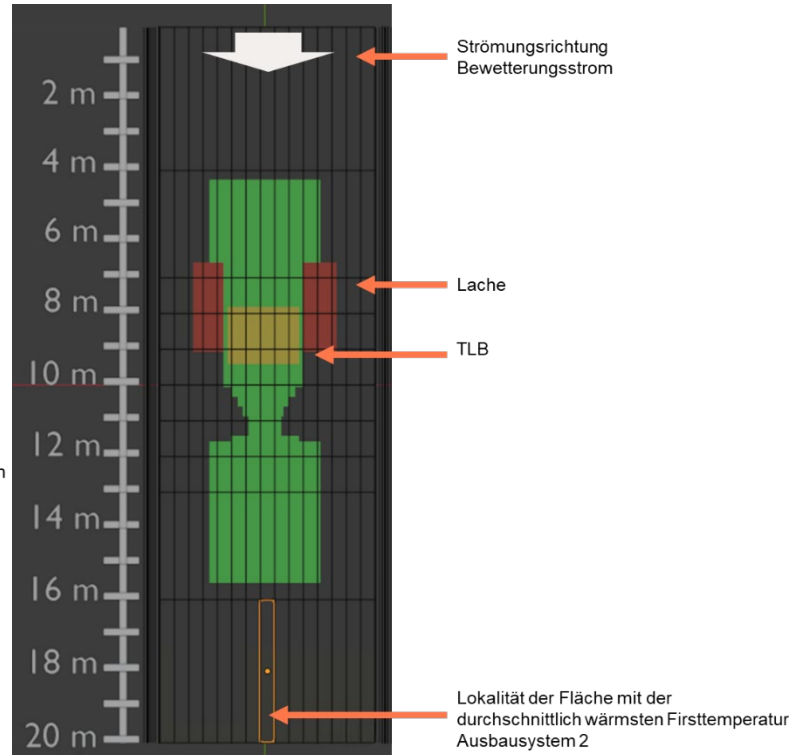 Strömungsrichtung
Bewetterungsstrom
2 m
4 m
6 m
8 m
Lache
TLB
10 m
12 m
n
14 m
16 m
18 m
Lokalität der Fläche mit der
durchschnittlich wärmsten Firsttemperatur
Ausbausystem 2
20 m